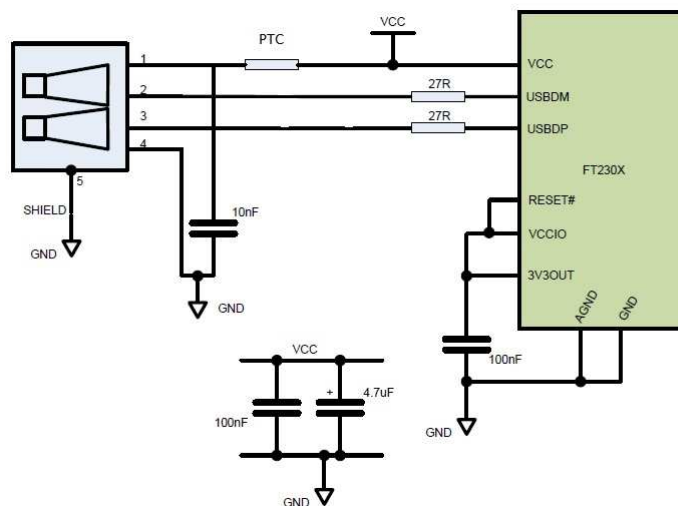 VCC
PTC
1
VCC
2
27R
USBDM
3
27R
USBDP
4
FT230X
5
SHIELD
GND
RESET#
10nF
VCCIO
3V3OUT
GND
AGND
GND
VCC
100nF
4.7uF
+
100nF
GND
GND